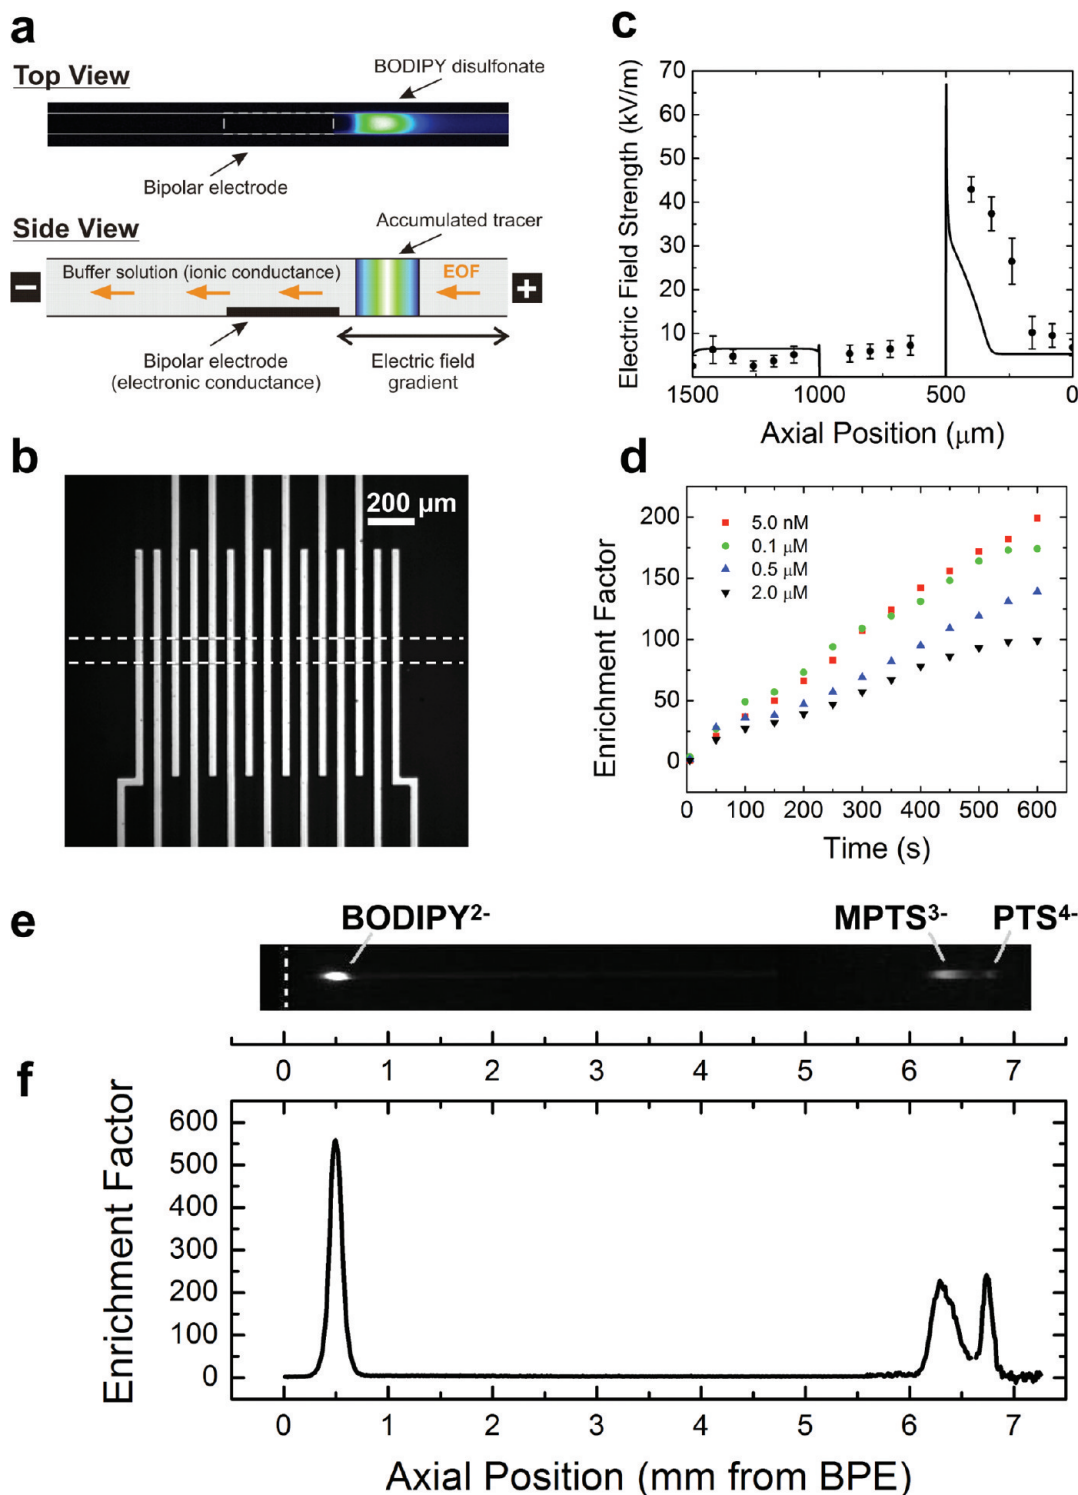 a
Top View
BODIPY disulfonate
Bipolar electrode
Side View
Accumulated tracer
Buffer solution (ionic conductance)
EOF
−
+
Bipolar electrode
(electronic conductance)
Electric field
gradient
b
200 µm
c
Electric Field Strength (kV/m)
70
60
50
40
30
20
10
1500
1000
500
0
Axial Position (µm)
d
Enrichment Factor
200
150
100
50
0
5.0 nM
0.1 µM
0.5 µM
2.0 µM
0
100
200
300
400
500
600
Time (s)
e
BODIPY²⁻
MPTS³⁻
PTS⁴⁻
0
1
2
3
4
5
6
7
f
Enrichment Factor
600
500
400
300
200
100
0
0
1
2
3
4
5
6
7
Axial Position (mm from BPE)